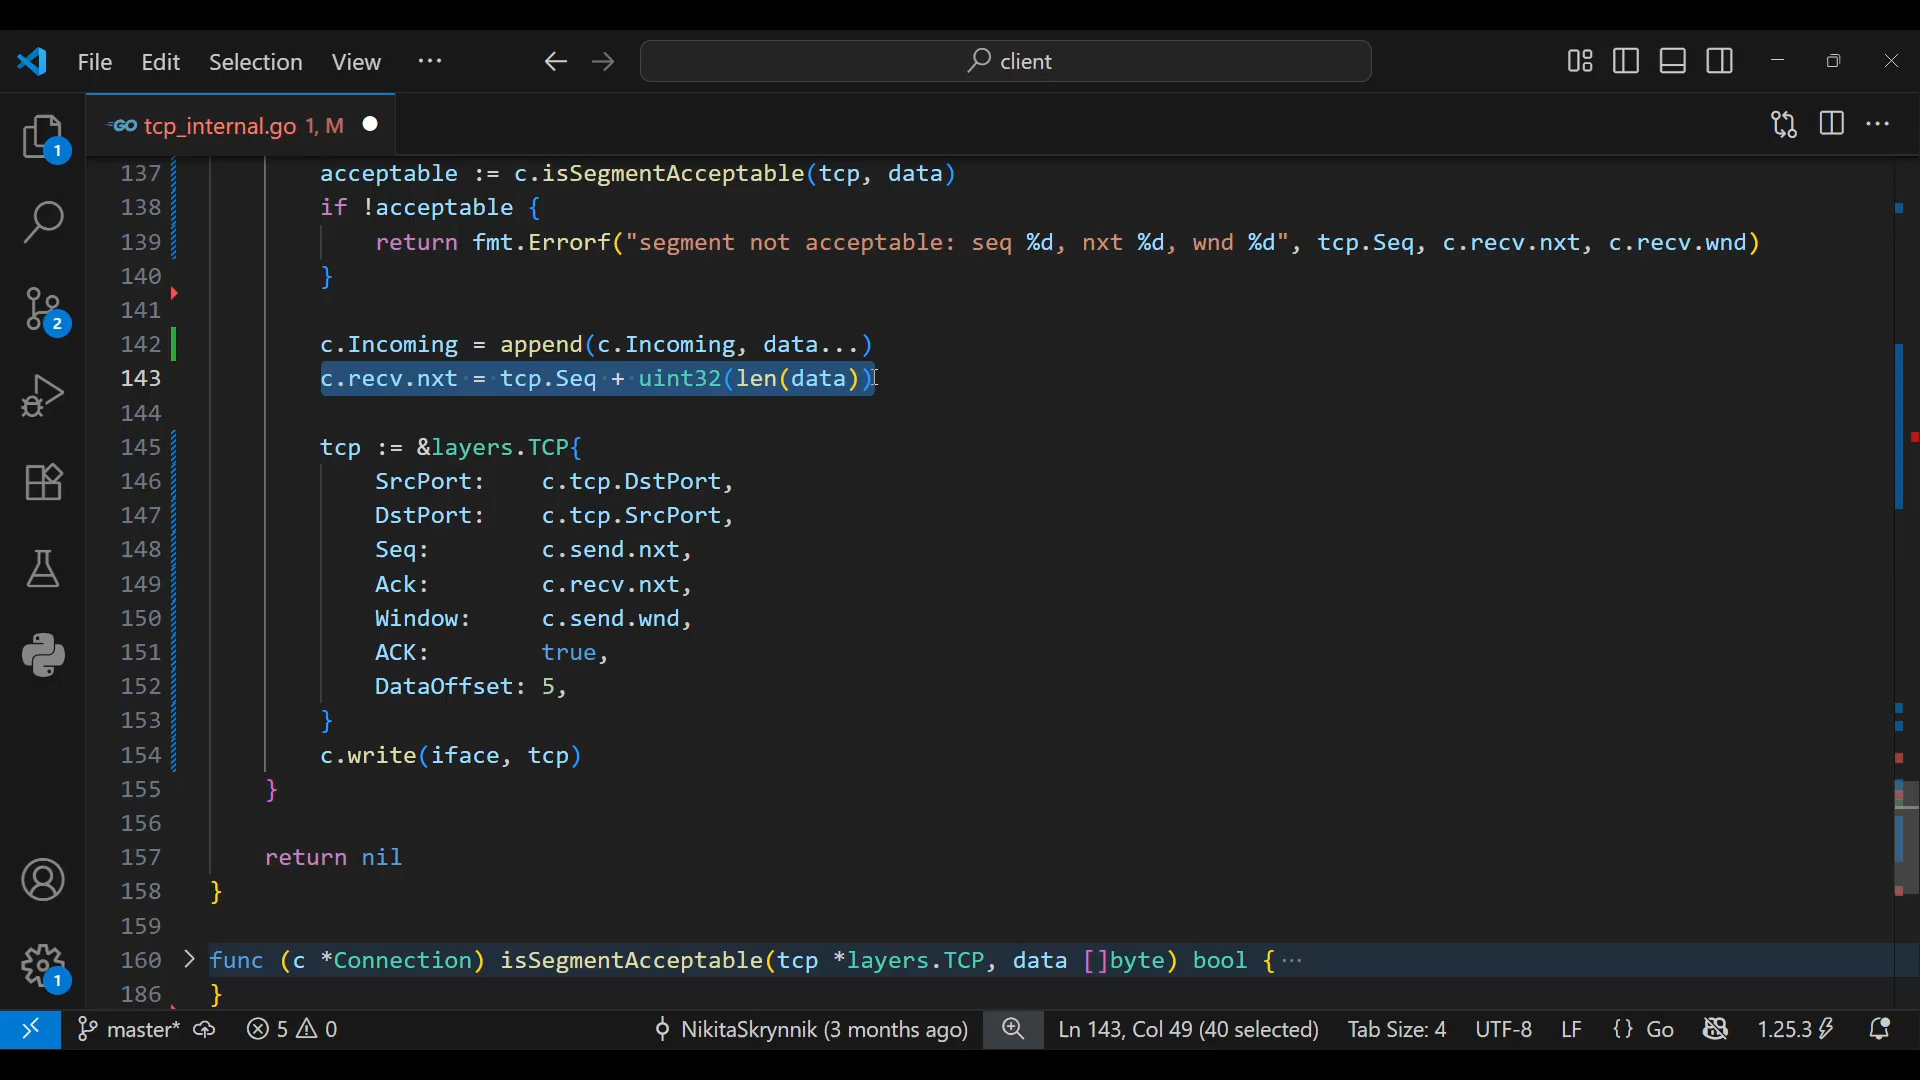 File Edit Selection View ··· client
GO tcp_internal.go 1, M
137 acceptable := c.isSegmentAcceptable(tcp, data)
138 if !acceptable {
139 return fmt.Errorf("segment not acceptable: seq %d, nxt %d, wnd %d", tcp.Seq, c.recv.nxt, c.recv.wnd)
140 }
141
142 c.Incoming = append(c.Incoming, data...)
143 c.recv.nxt = tcp.Seq + uint32(len(data))
144
145 tcp := &layers.TCP{
146 SrcPort: c.tcp.DstPort,
147 DstPort: c.tcp.SrcPort,
148 Seq: c.send.nxt,
149 Ack: c.recv.nxt,
150 Window: c.send.wnd,
151 ACK: true,
152 DataOffset: 5,
153 }
154 c.write(iface, tcp)
155 }
156
157 return nil
158 }
159
160 func (c *Connection) isSegmentAcceptable(tcp *layers.TCP, data []byte) bool {···
186 }
1
2
1
master* 5 0 NikitaSkrynnik (3 months ago) Ln 143, Col 49 (40 selected) Tab Size: 4 UTF-8 LF {} Go 1.25.3